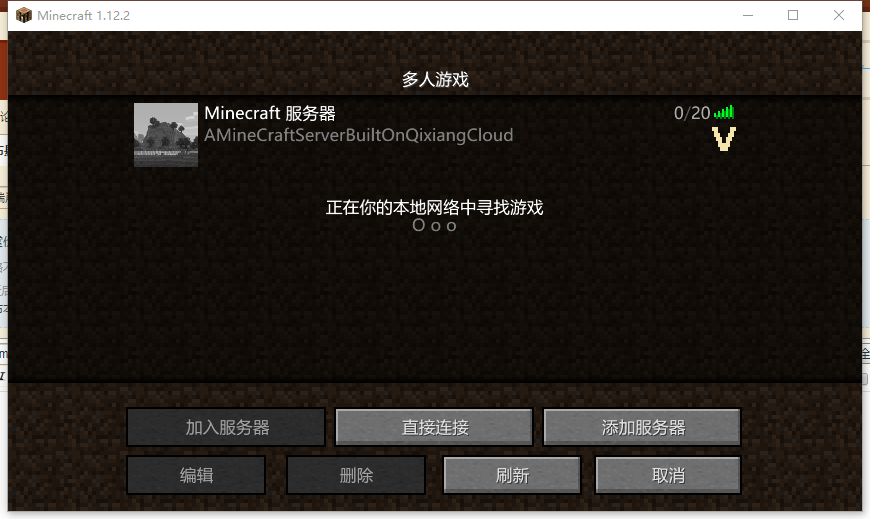 Minecraft 1.12.2
多人游戏
Minecraft 服务器 0/20
AMineCraftServerBuiltOnQixiangCloud
V
正在你的本地网络中寻找游戏
O o o
加入服务器 直接连接 添加服务器
编辑 删除 刷新 取消